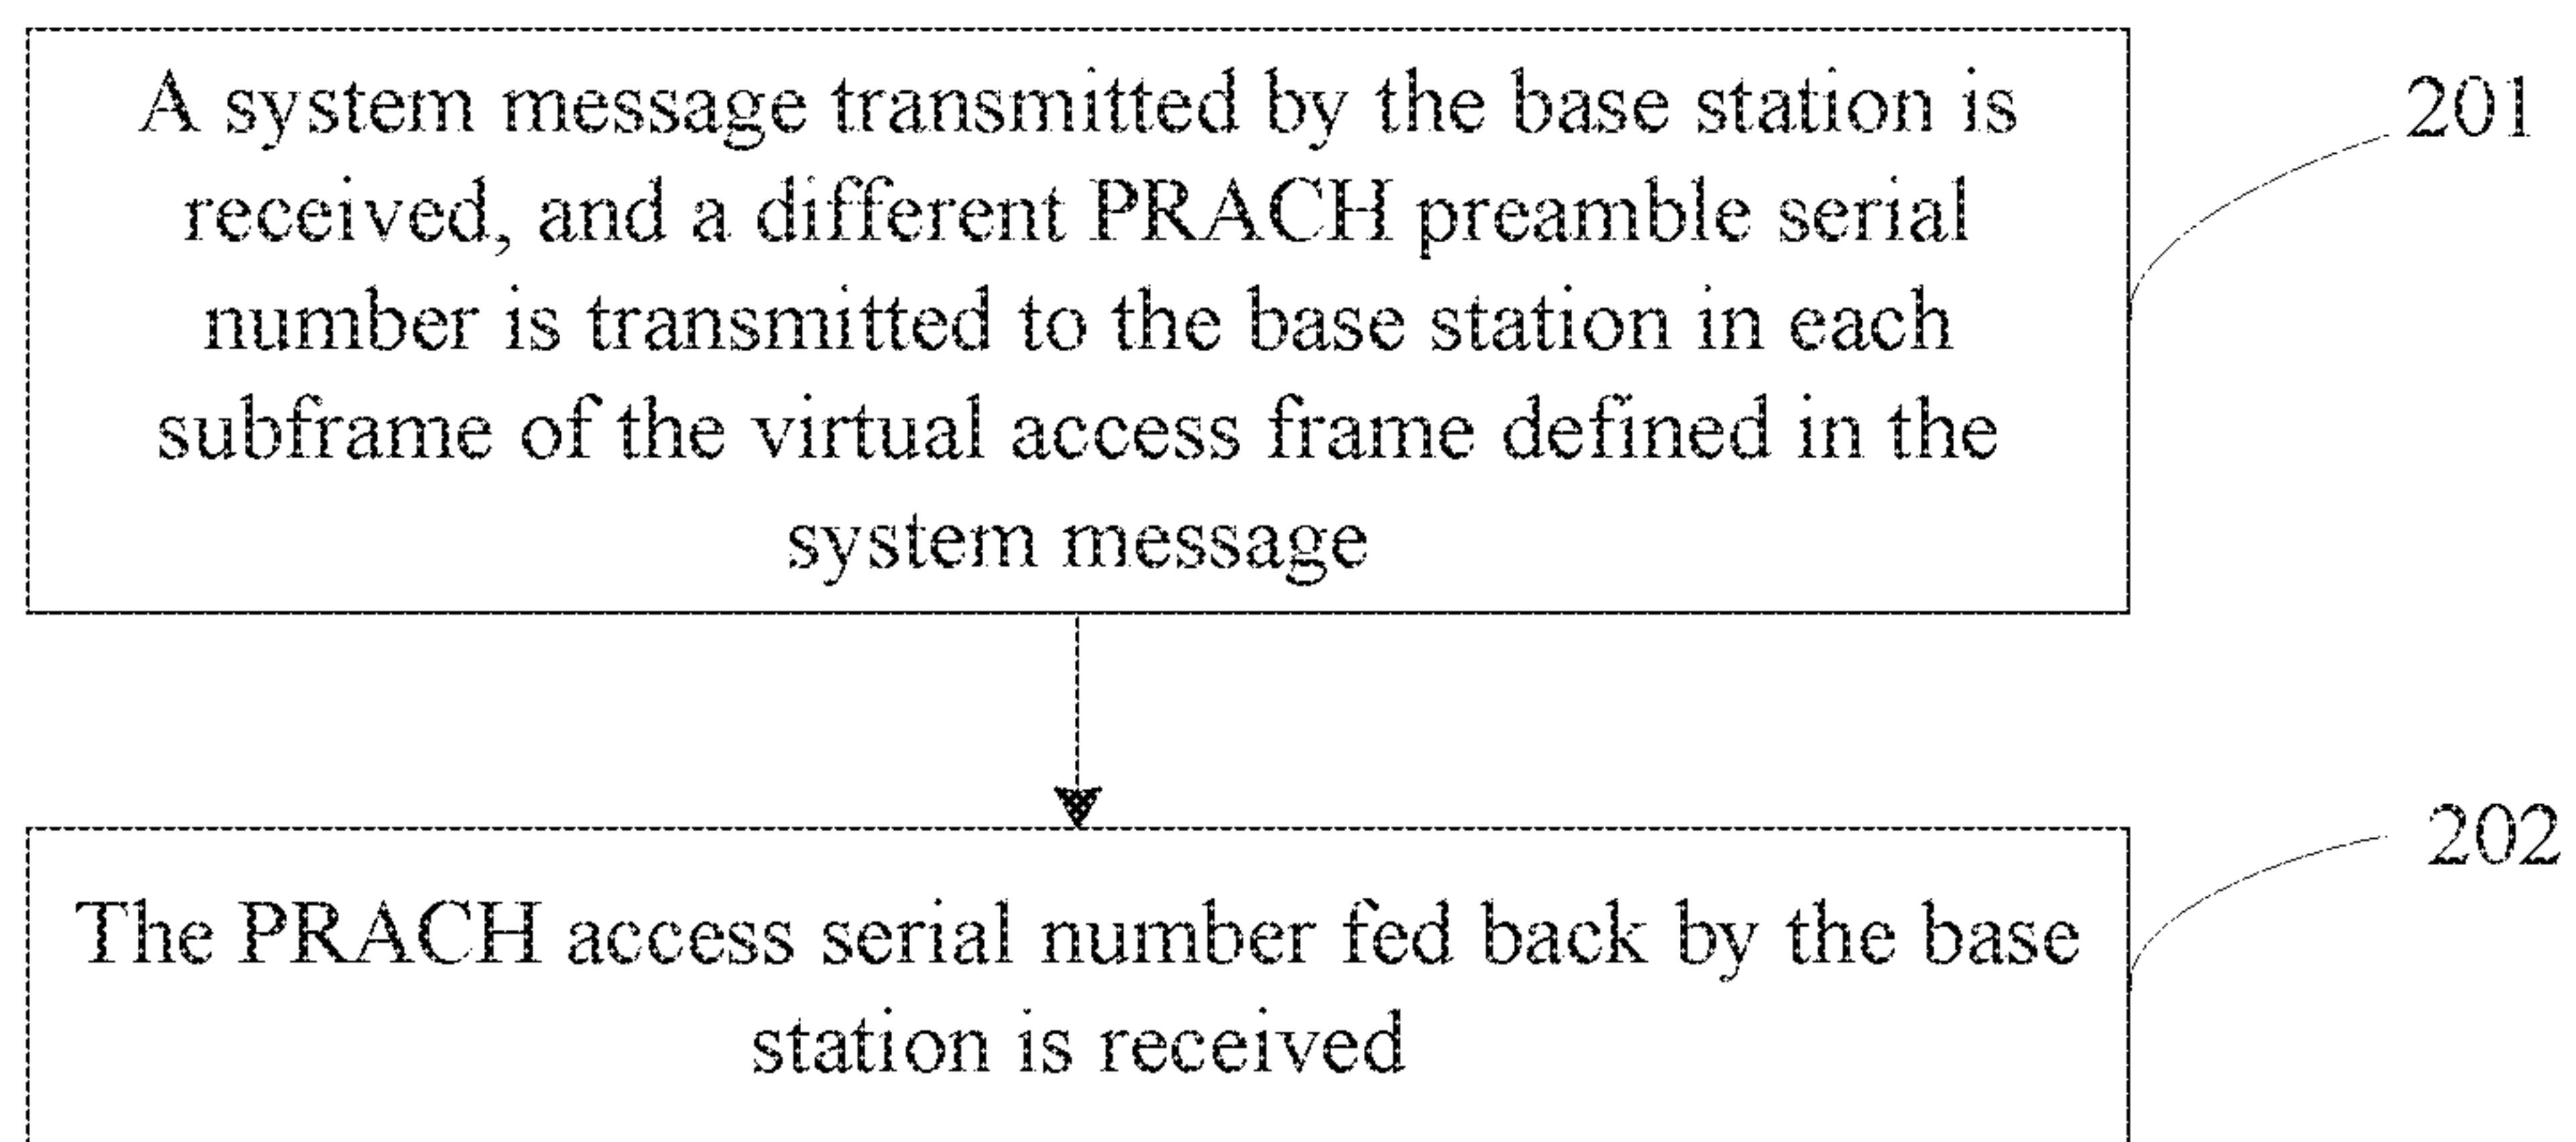 A system message transmitted by the base station is
201
received, and a different PRACH preamble serial
number is transmitted to the base station in each
subframe of the virtual access frame defined in the
system message
202
The PRACH access serial number fed back by the base
station is received